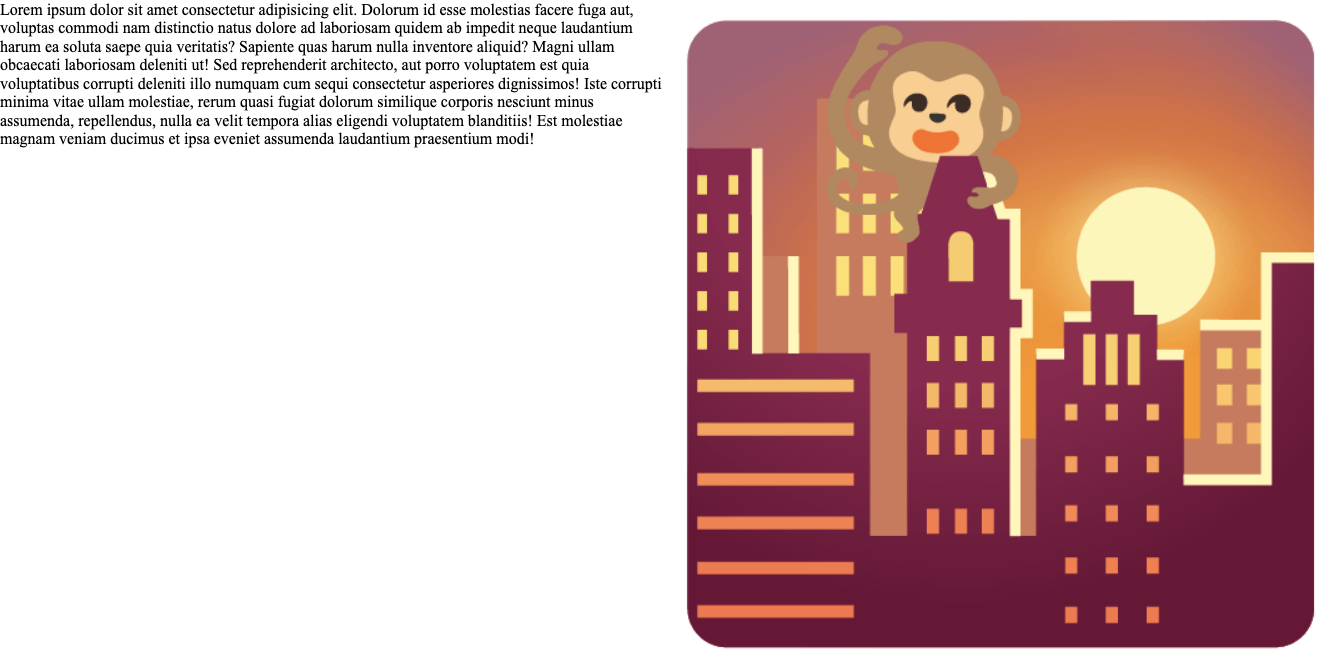 Lorem ipsum dolor sit amet consectetur adipisicing elit. Dolorum id esse molestias facere fuga aut,
voluptas commodi nam distinctio natus dolore ad laboriosam quidem ab impedit neque laudantium
harum ea soluta saepe quia veritatis? Sapiente quas harum nulla inventore aliquid? Magni ullam
obcaecati laboriosam deleniti ut! Sed reprehenderit architecto, aut porro voluptatem est quia
voluptatibus corrupti deleniti illo numquam cum sequi consectetur asperiores dignissimos! Iste corrupti
minima vitae ullam molestiae, rerum quasi fugiat dolorum similique corporis nesciunt minus
assumenda, repellendus, nulla ea velit tempora alias eligendi voluptatem blanditiis! Est molestiae
magnam veniam ducimus et ipsa eveniet assumenda laudantium praesentium modi!